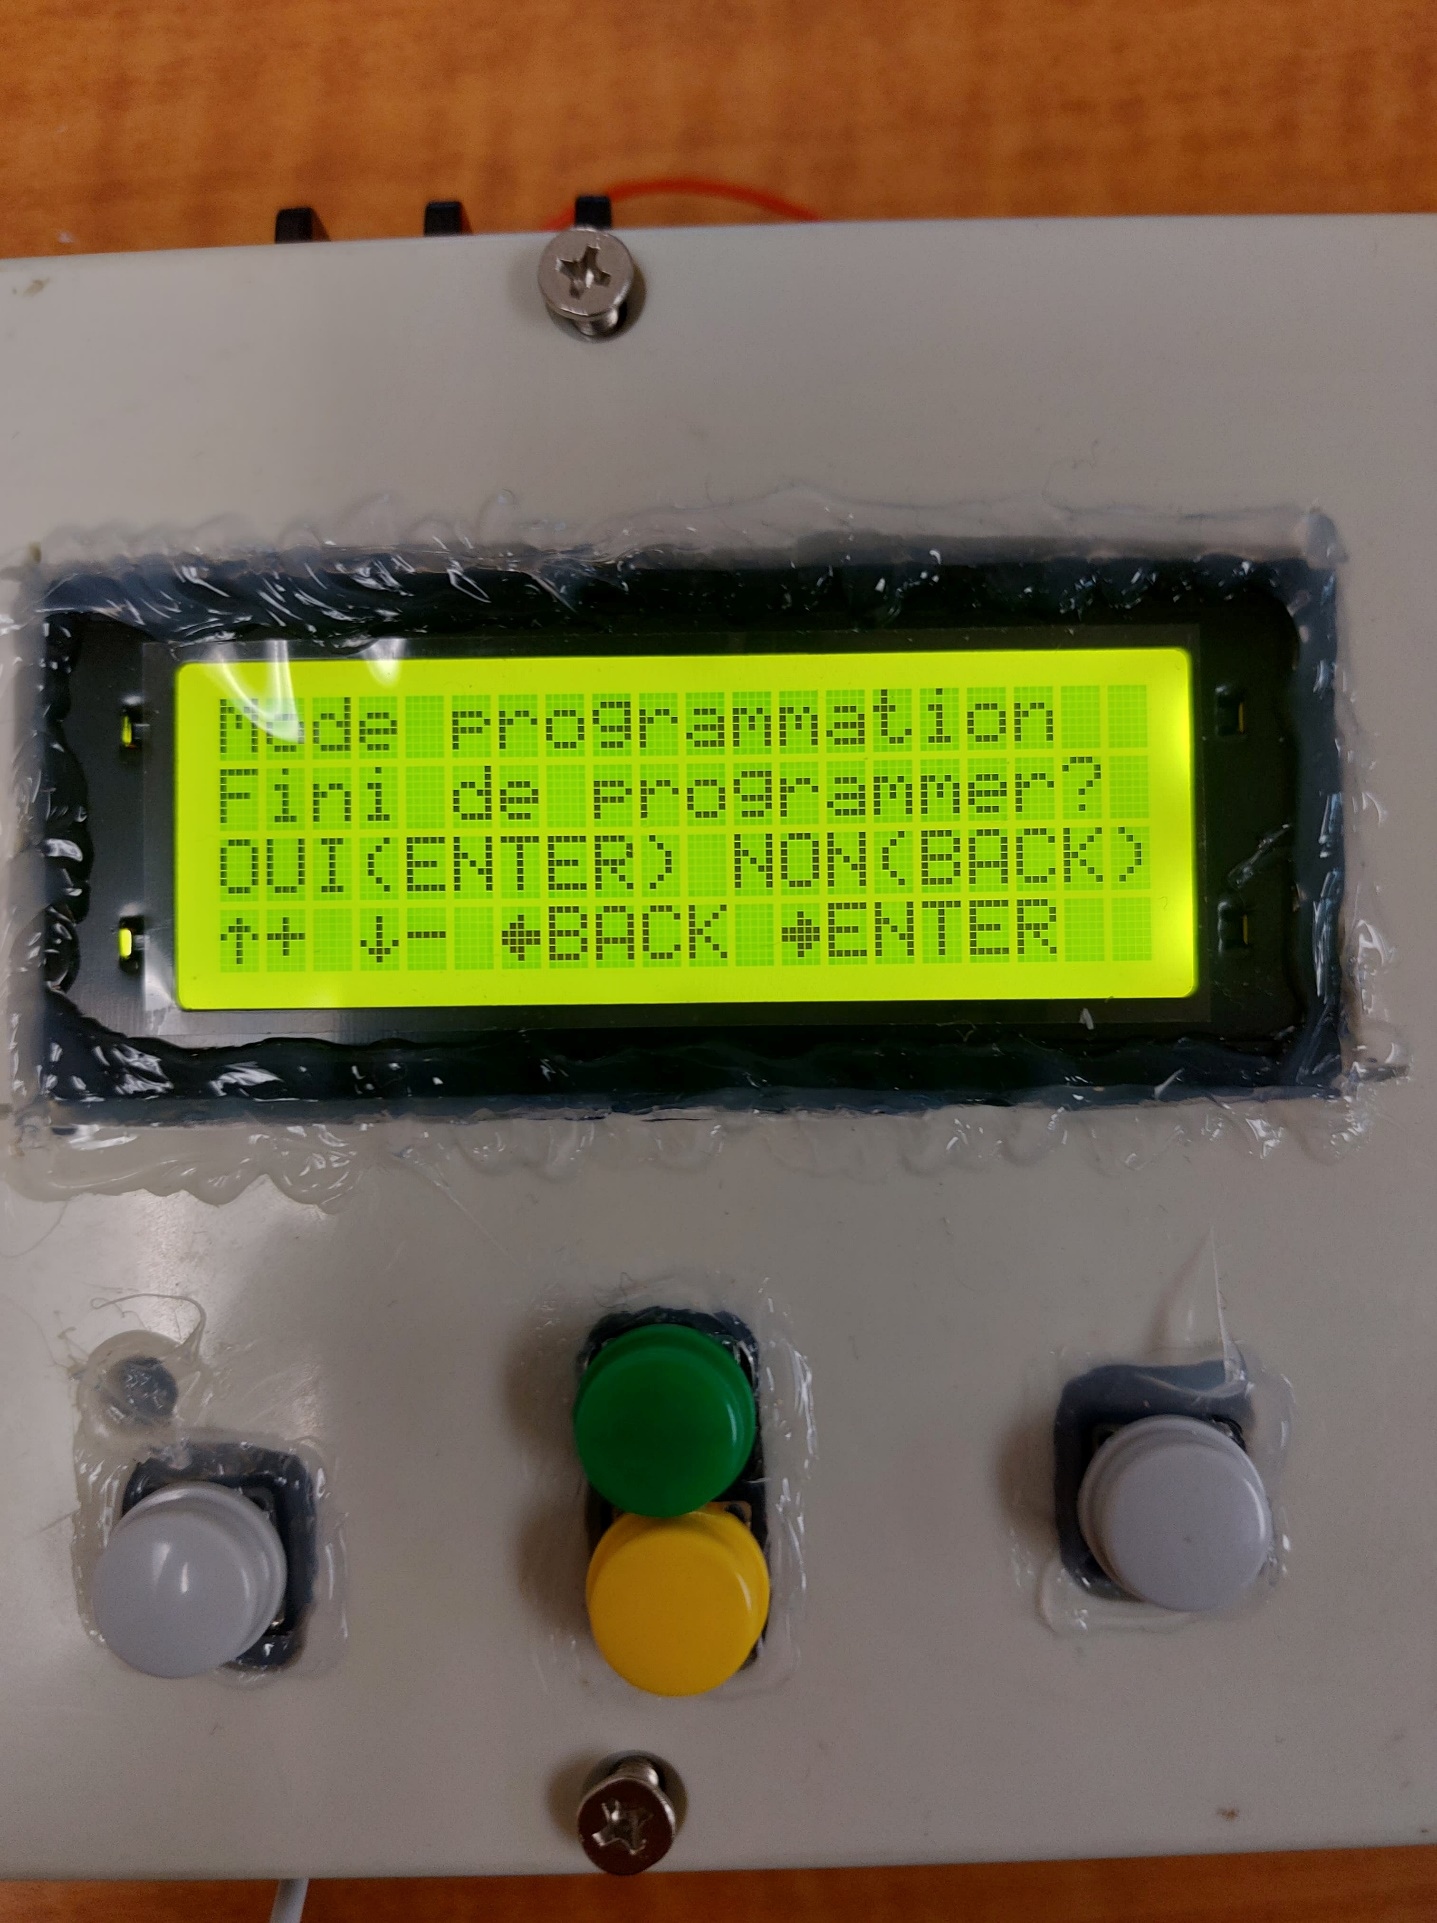 Mode programmation
Fini de programmer?
OUI(ENTER) NON(BACK)
↑+ ↓- ←BACK →ENTER